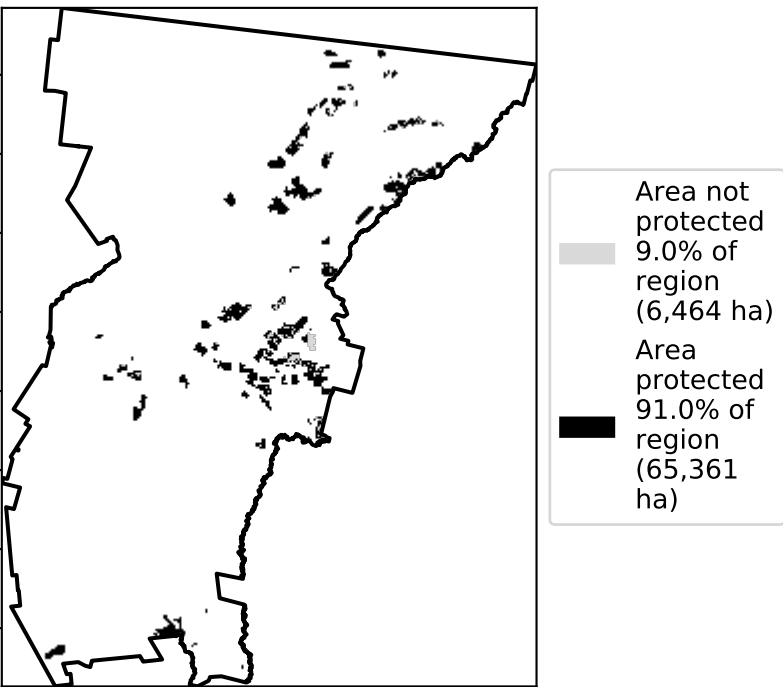 Area not
protected
9.0% of
region
(6,464 ha)
Area
protected
91.0% of
region
(65,361
ha)